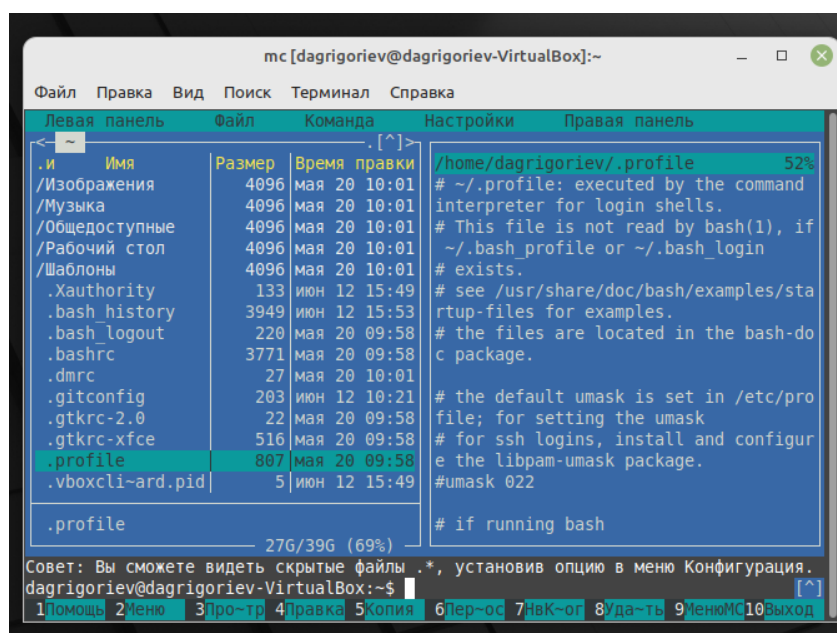 mc [dagrigoriev@dagrigoriev-VirtualBox]:~
Файл Правка Вид Поиск Терминал Справка
Левая панель Файл Команда Настройки Правая панель
<─ ~ .[^]>
.и Имя Размер Время правки
/Изображения 4096 мая 20 10:01
/Музыка 4096 мая 20 10:01
/Общедоступные 4096 мая 20 10:01
/Рабочий стол 4096 мая 20 10:01
/Шаблоны 4096 мая 20 10:01
.Xauthority 133 июн 12 15:49
.bash_history 3949 июн 12 15:53
.bash_logout 220 мая 20 09:58
.bashrc 3771 мая 20 09:58
.dmrc 27 мая 20 10:01
.gitconfig 203 июн 12 10:21
.gtkrc-2.0 22 мая 20 09:58
.gtkrc-xfce 516 мая 20 09:58
.profile 807 мая 20 09:58
.vboxcli~ard.pid 5 июн 12 15:49
.profile
27G/39G (69%)
/home/dagrigoriev/.profile 52%
# ~/.profile: executed by the command
interpreter for login shells.
# This file is not read by bash(1), if
~/.bash_profile or ~/.bash_login
# exists.
# see /usr/share/doc/bash/examples/sta
rtup-files for examples.
# the files are located in the bash-do
c package.
# the default umask is set in /etc/pro
file; for setting the umask
# for ssh logins, install and configur
e the libpam-umask package.
#umask 022
# if running bash
Совет: Вы сможете видеть скрытые файлы .*, установив опцию в меню Конфигурация.
dagrigoriev@dagrigoriev-VirtualBox:~$ [^]
1Помощь 2Меню 3Про~тр 4Правка 5Копия 6Пер~ос 7НвК~ог 8Уда~ть 9МенюMC 10Выход